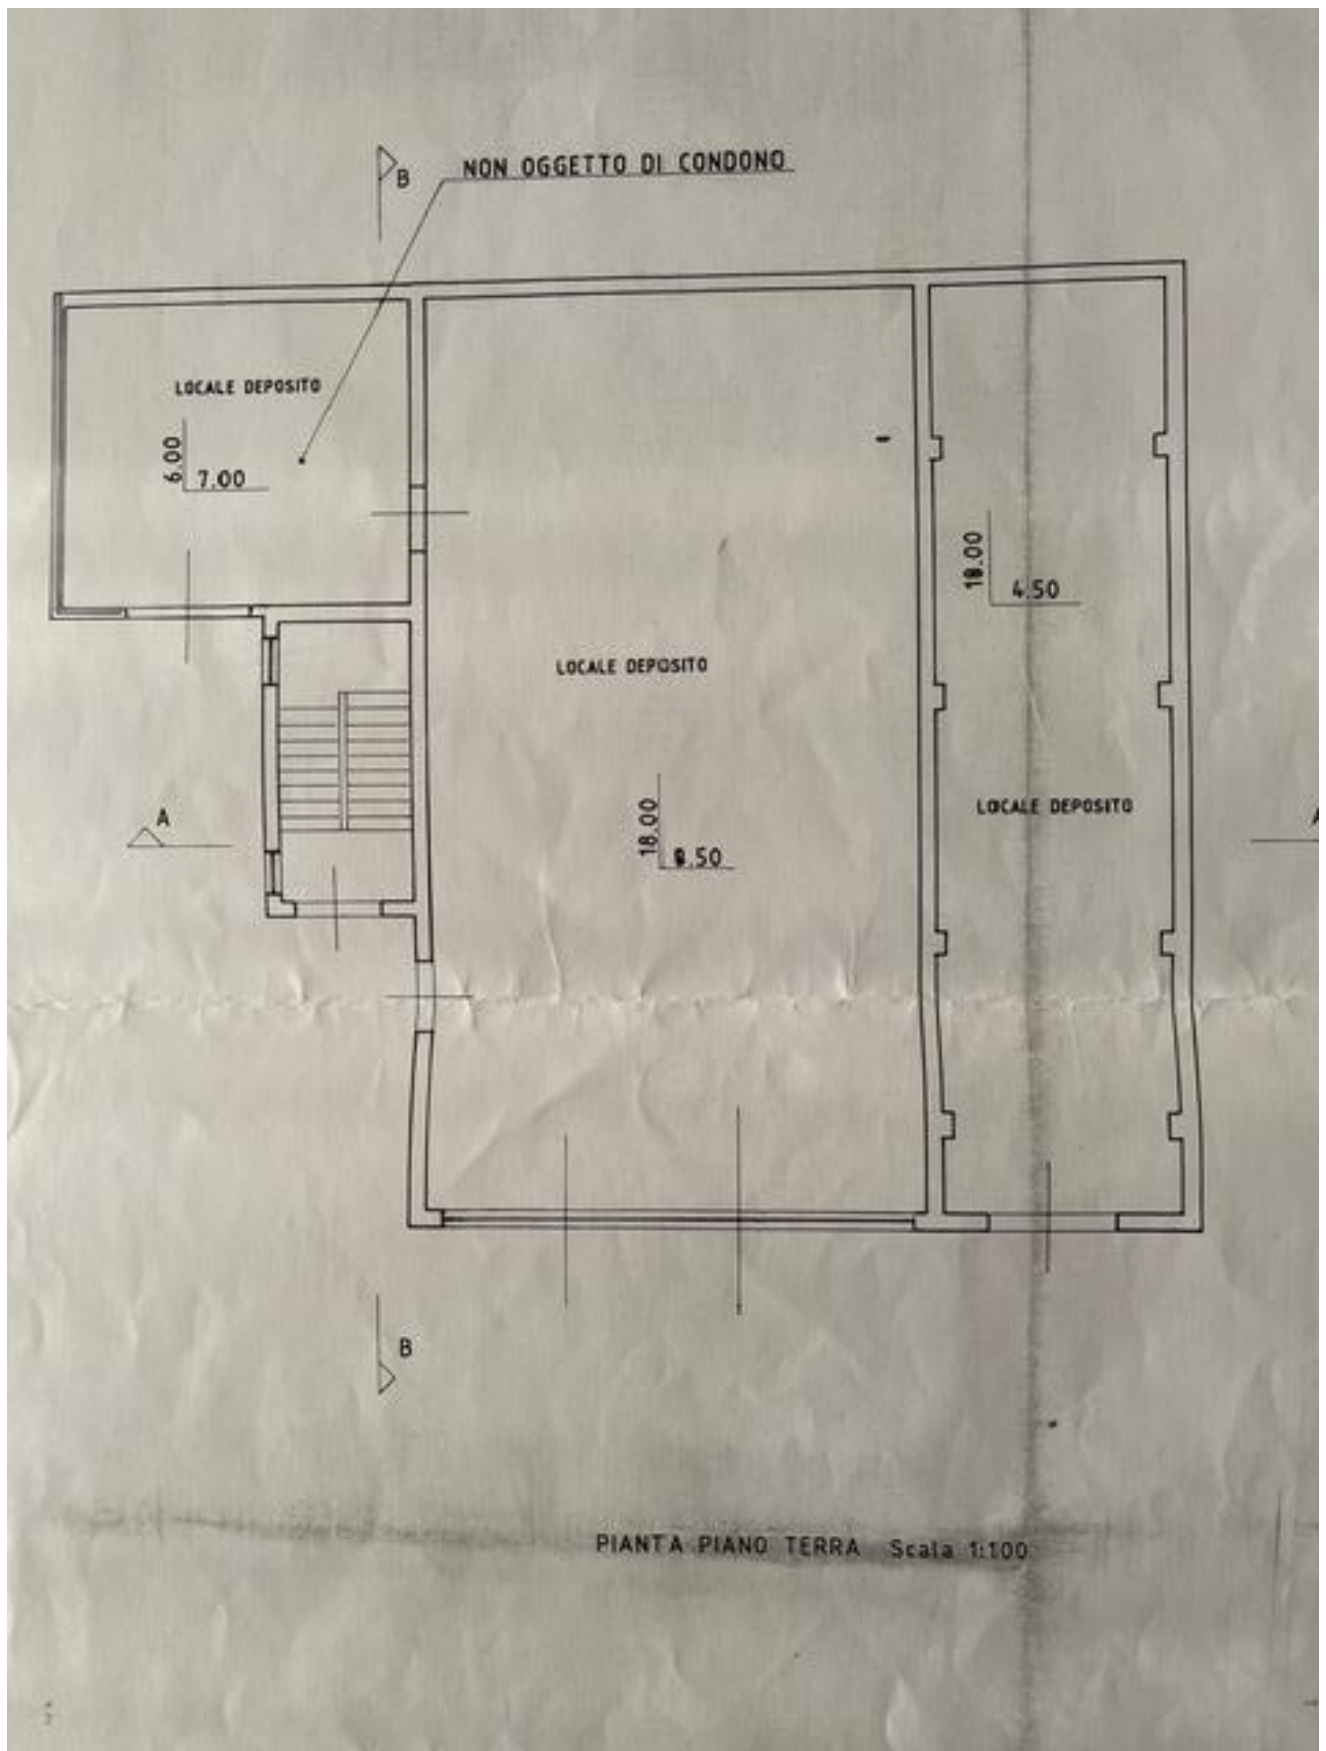 B
NON OGGETTO DI CONDONO
LOCALE DEPOSITO
6.00
7.00
18.00
4.50
LOCALE DEPOSITO
18.00
.50
LOCALE DEPOSITO
A
A
B
PIANTA PIANO TERRA Scala 1:100